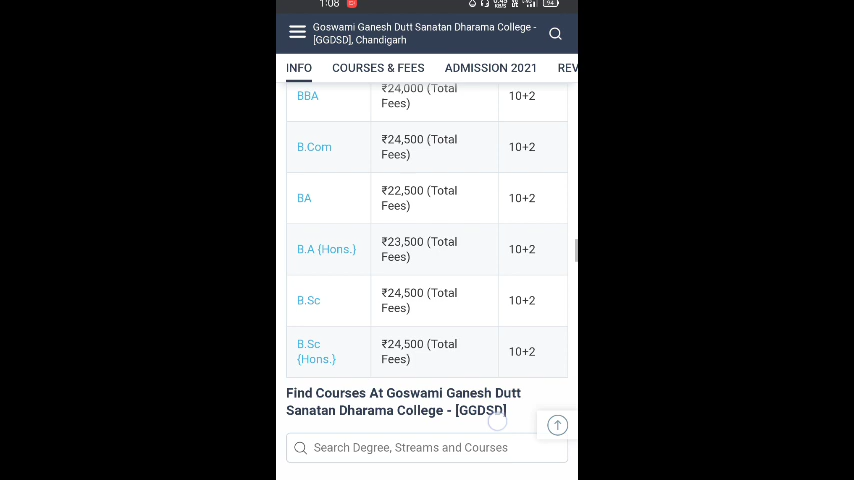 1:08
94
Goswami Ganesh Dutt Sanatan Dharama College -
[GGDSD], Chandigarh
INFO COURSES & FEES ADMISSION 2021 REV
BBA ₹24,000 (Total Fees) 10+2
B.Com ₹24,500 (Total Fees) 10+2
BA ₹22,500 (Total Fees) 10+2
B.A {Hons.} ₹23,500 (Total Fees) 10+2
B.Sc ₹24,500 (Total Fees) 10+2
B.Sc {Hons.} ₹24,500 (Total Fees) 10+2
Find Courses At Goswami Ganesh Dutt
Sanatan Dharama College - [GGDSD]
Search Degree, Streams and Courses